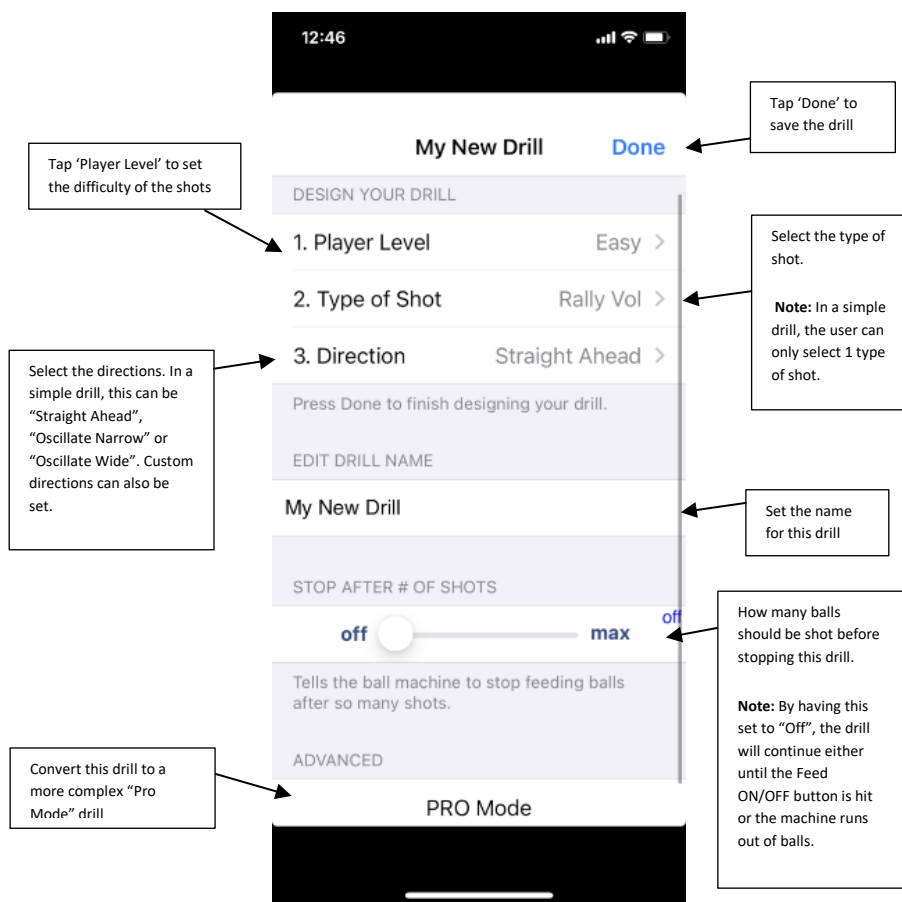 12:46
Tap 'Done' to
save the drill
My New Drill
Done
Tap ‘Player Level’ to set
the difficulty of the shots
DESIGN YOUR DRILL
1. Player Level
Easy >
2. Type of Shot
Rally Vol >
3. Direction
Straight Ahead >
Select the type of
shot.
Note: In a simple
drill, the user can
only select 1 type
of shot.
Select the directions. In a
simple drill, this can be
“Straight Ahead”,
“Oscillate Narrow” or
“Oscillate Wide”. Custom
directions can also be
set.
Press Done to finish designing your drill.
EDIT DRILL NAME
My New Drill
Set the name
for this drill
STOP AFTER # OF SHOTS
off
max
off
How many balls
should be shot before
stopping this drill.
Note: By having this
set to “Off”, the drill
will continue either
until the Feed
ON/OFF button is hit
or the machine runs
out of balls.
Tells the ball machine to stop feeding balls
after so many shots.
ADVANCED
Convert this drill to a
more complex “Pro
Mode” drill
PRO Mode